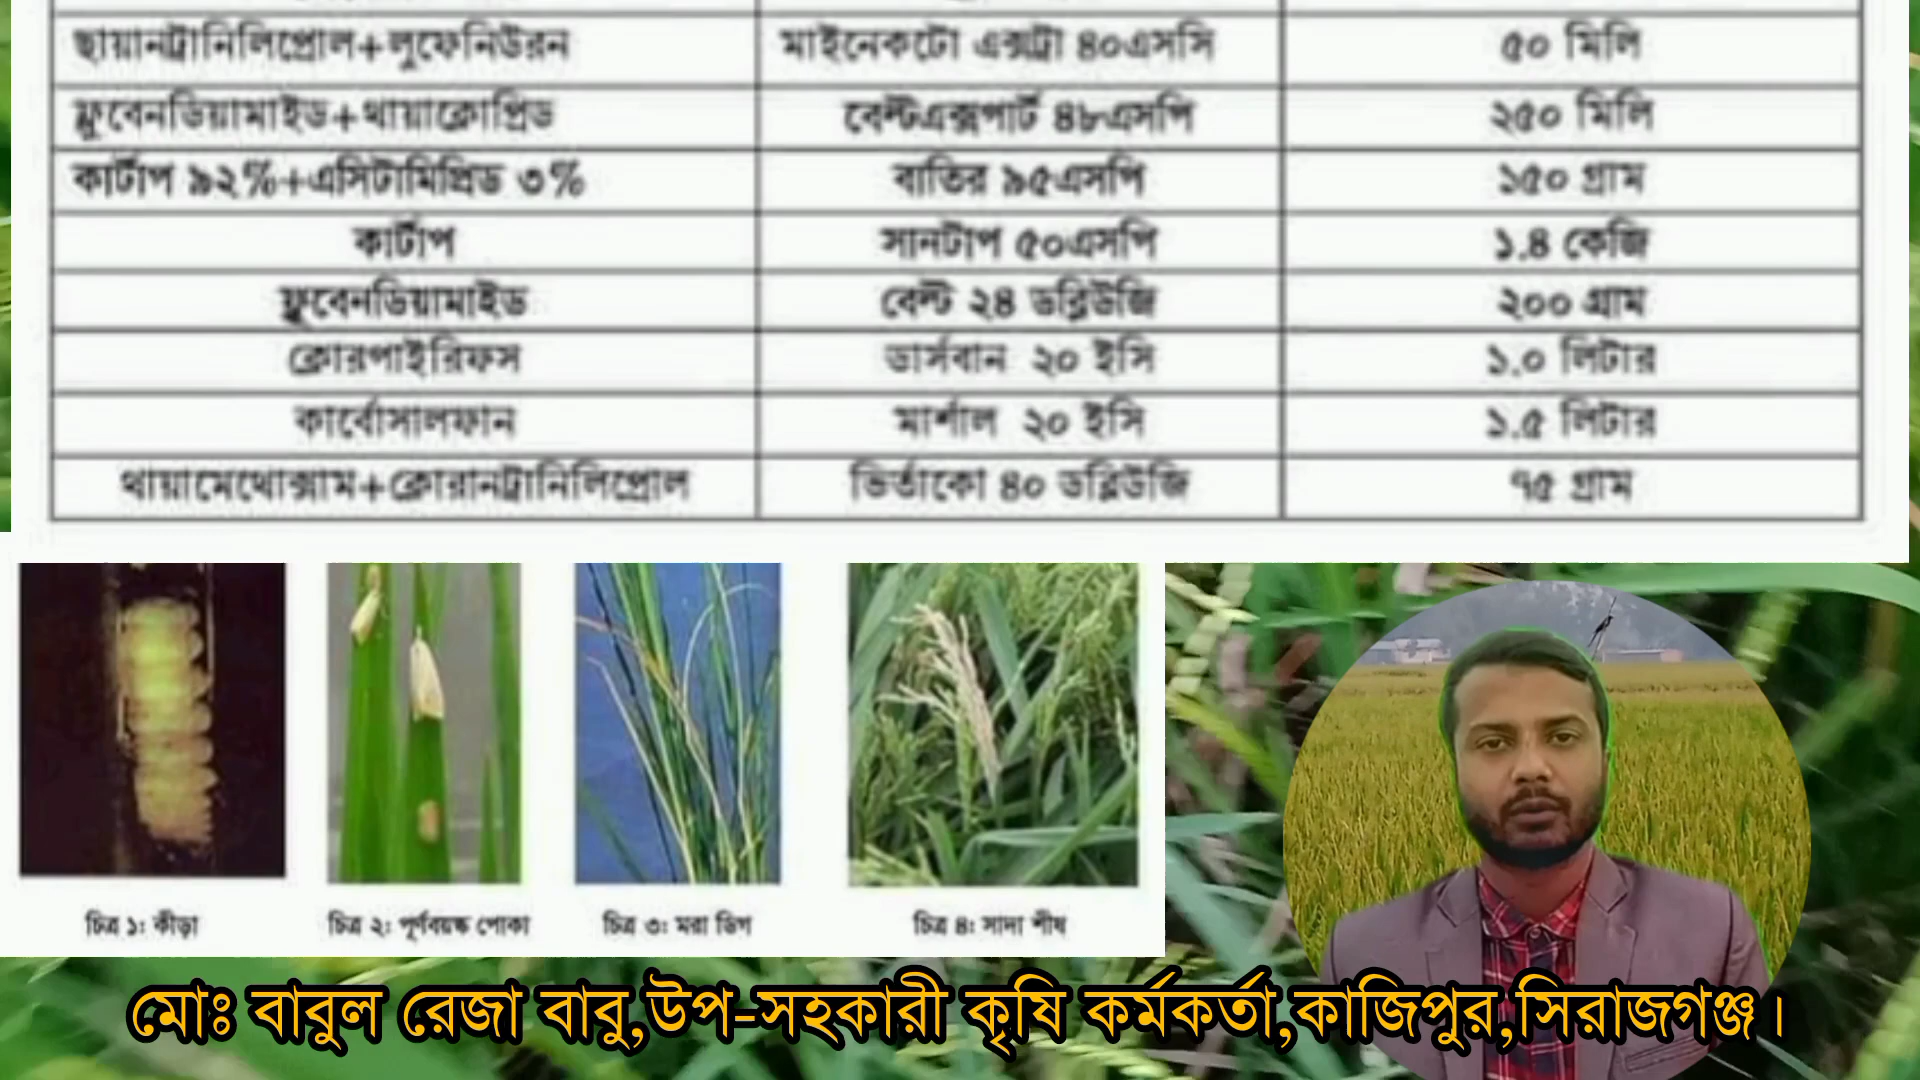 ছায়ানট্রানিলিপ্রোল+লুফেনিউরন মাইনেকটো এক্সট্রা ৪০এসসি ৫০ মিলি
ফ্লুবেনডিয়ামাইড+থায়াক্লোপ্রিড বেল্টএক্সপার্ট ৪৮এসপি ২৫০ মিলি
কার্টাপ ৯২%+এসিটামিপ্রিড ৩% বাতির ৯৫এসপি ১৫০ গ্রাম
কার্টাপ সানটাপ ৫০এসপি ১.৪ কেজি
ফ্লুবেনডিয়ামাইড বেল্ট ২৪ ডব্লিউজি ২০০ গ্রাম
ক্লোরপাইরিফস ডার্সবান ২০ ইসি ১.০ লিটার
কার্বোসালফান মার্শাল ২০ ইসি ১.৫ লিটার
থায়ামেথোক্সাম+ক্লোরানট্রানিলিপ্রোল ভির্তাকো ৪০ ডব্লিউজি ৭৫ গ্রাম
চিত্র ১: কীড়া
চিত্র ২: পূর্ণবয়স্ক পোকা
চিত্র ৩: মরা ডিগ
চিত্র ৪: সাদা শীষ
মোঃ বাবুল রেজা বাবু,উপ-সহকারী কৃষি কর্মকর্তা,কাজিপুর,সিরাজগঞ্জ।